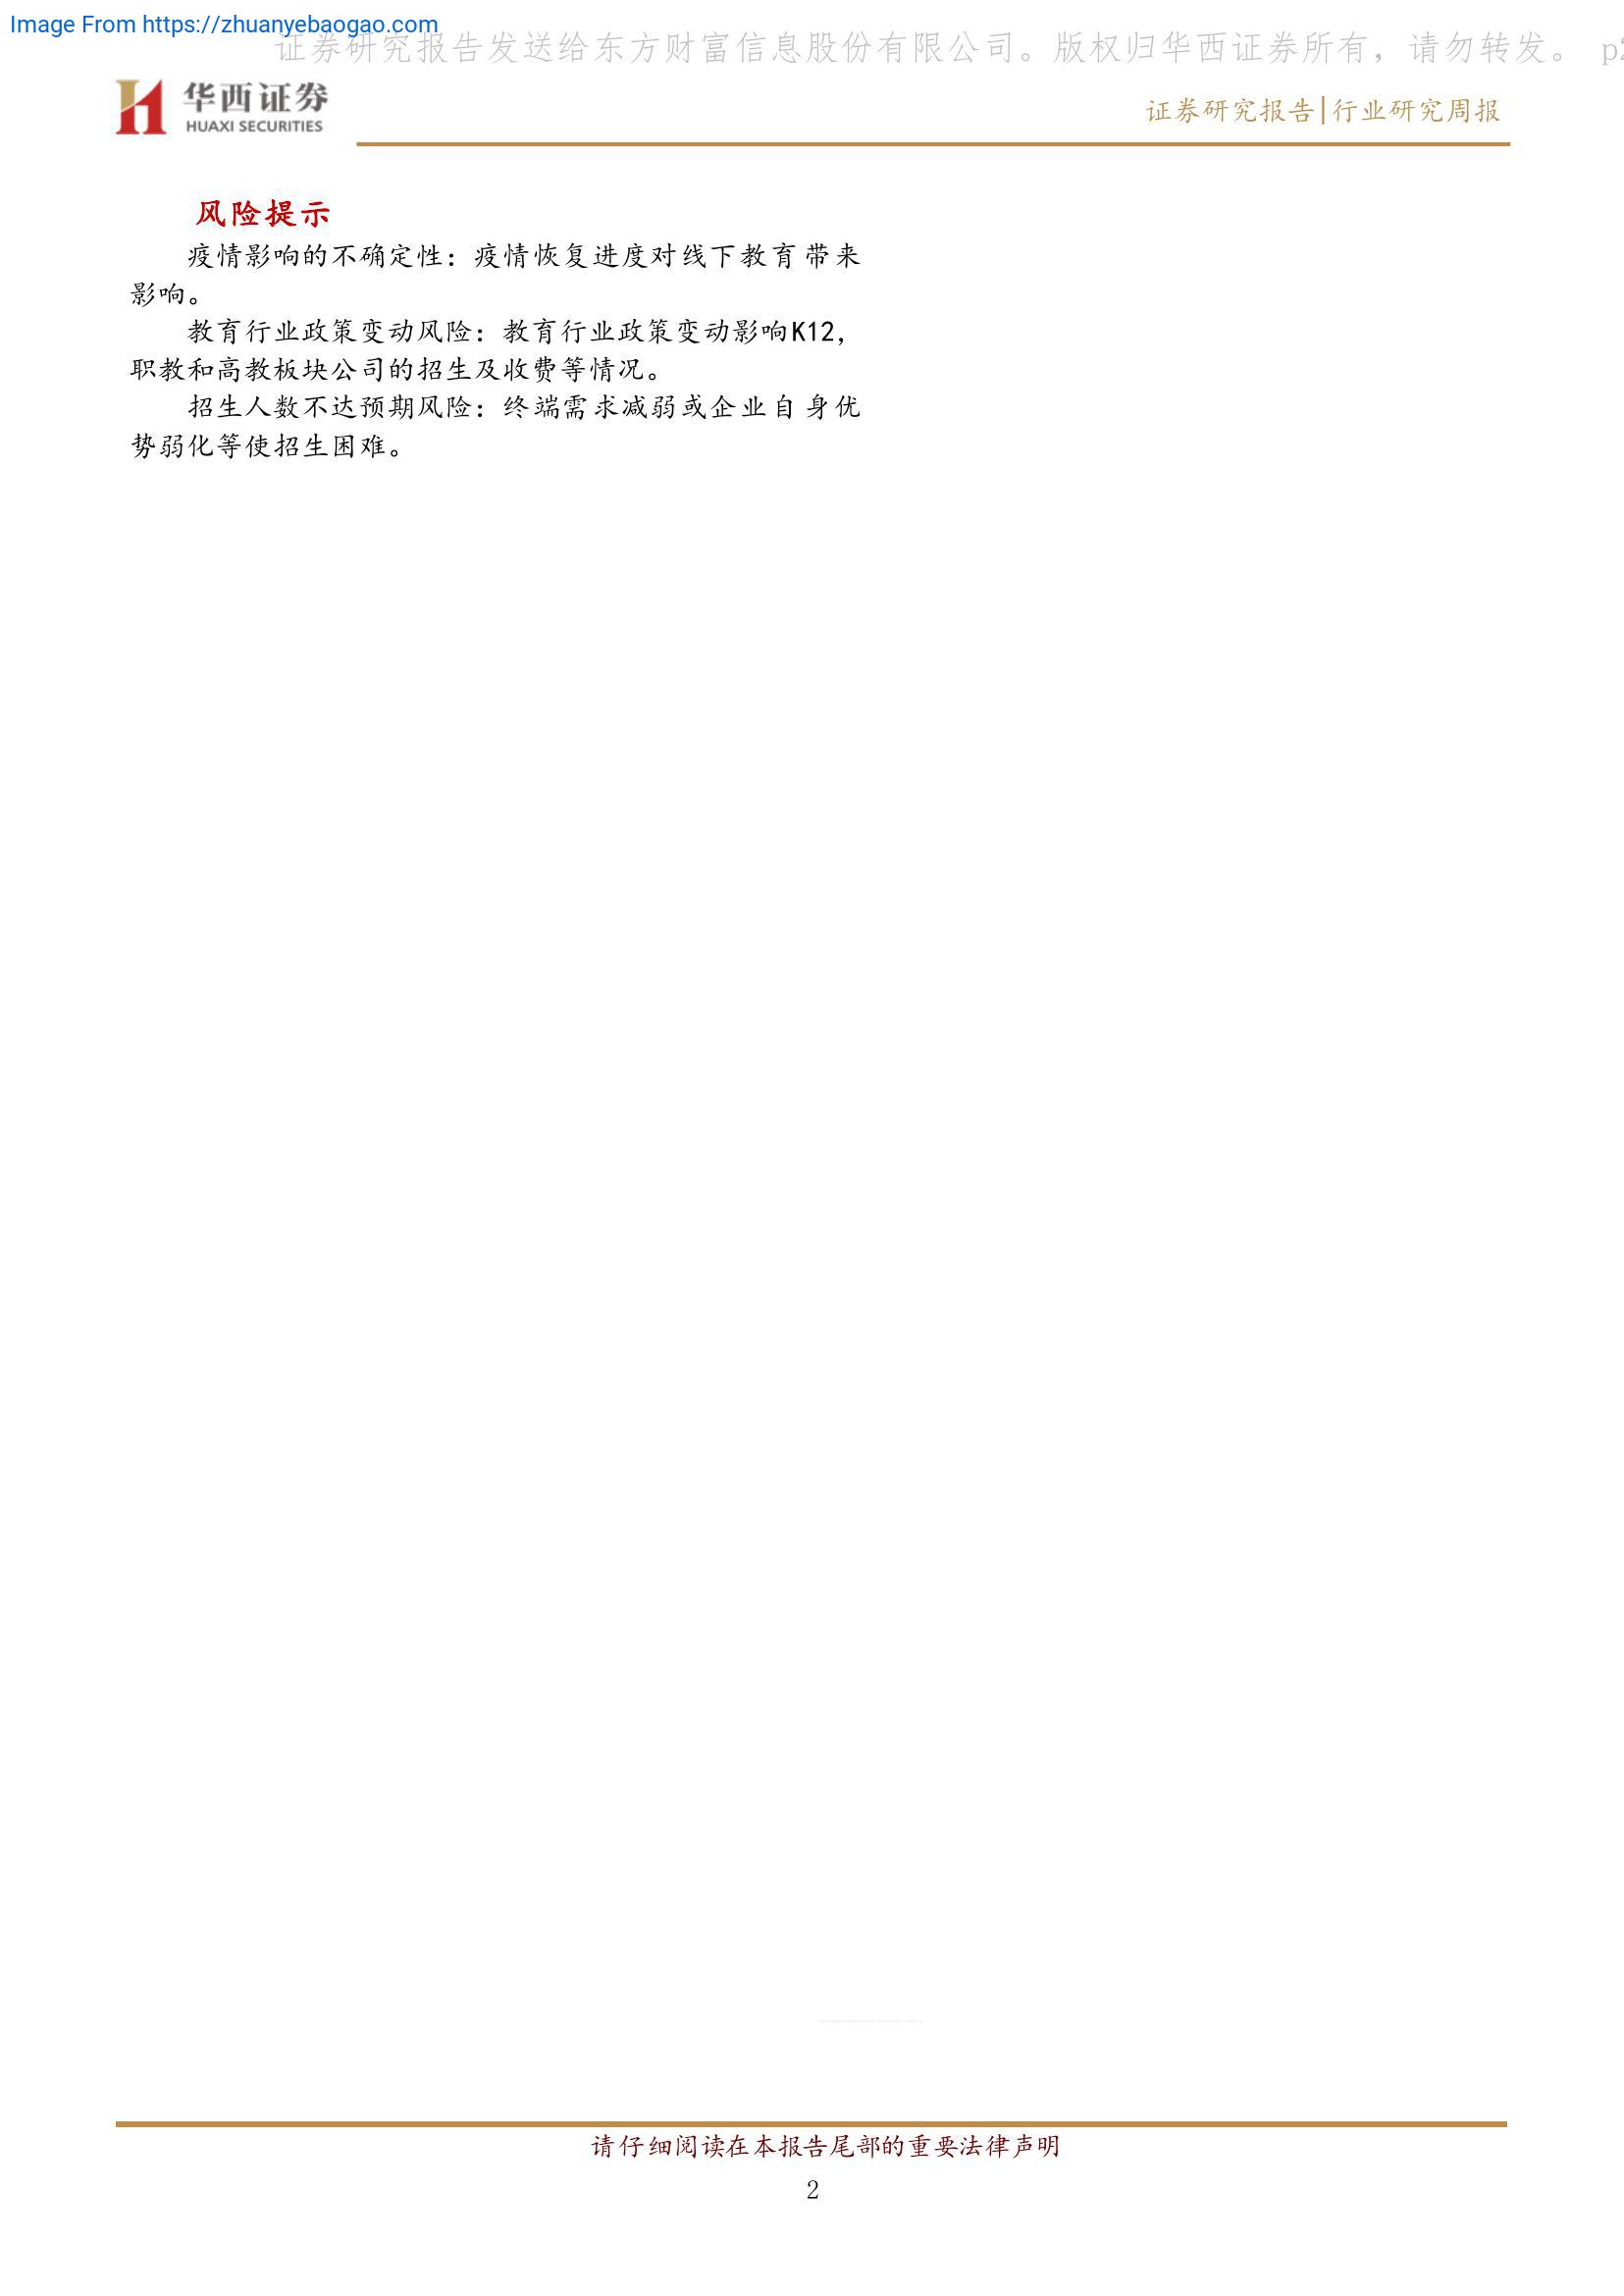 Image From https://zhuanyebaogao.com
证券研究报告发送给东方财富信息股份有限公司。版权归华西证券所有，请勿转发。 p2
华西证券
HUAXI SECURITIES
证券研究报告|行业研究周报
风险提示
疫情影响的不确定性：疫情恢复进度对线下教育带来
影响。
教育行业政策变动风险：教育行业政策变动影响K12，
职教和高教板块公司的招生及收费等情况。
招生人数不达预期风险：终端需求减弱或企业自身优
势弱化等使招生困难。
请仔细阅读在本报告尾部的重要法律声明
2